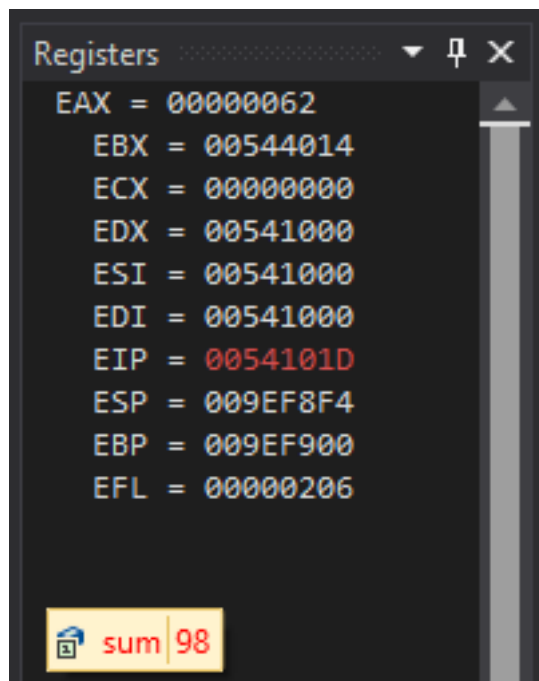 Registers
EAX = 00000062
EBX = 00544014
ECX = 00000000
EDX = 00541000
ESI = 00541000
EDI = 00541000
EIP = 0054101D
ESP = 009EF8F4
EBP = 009EF900
EFL = 00000206
sum 98